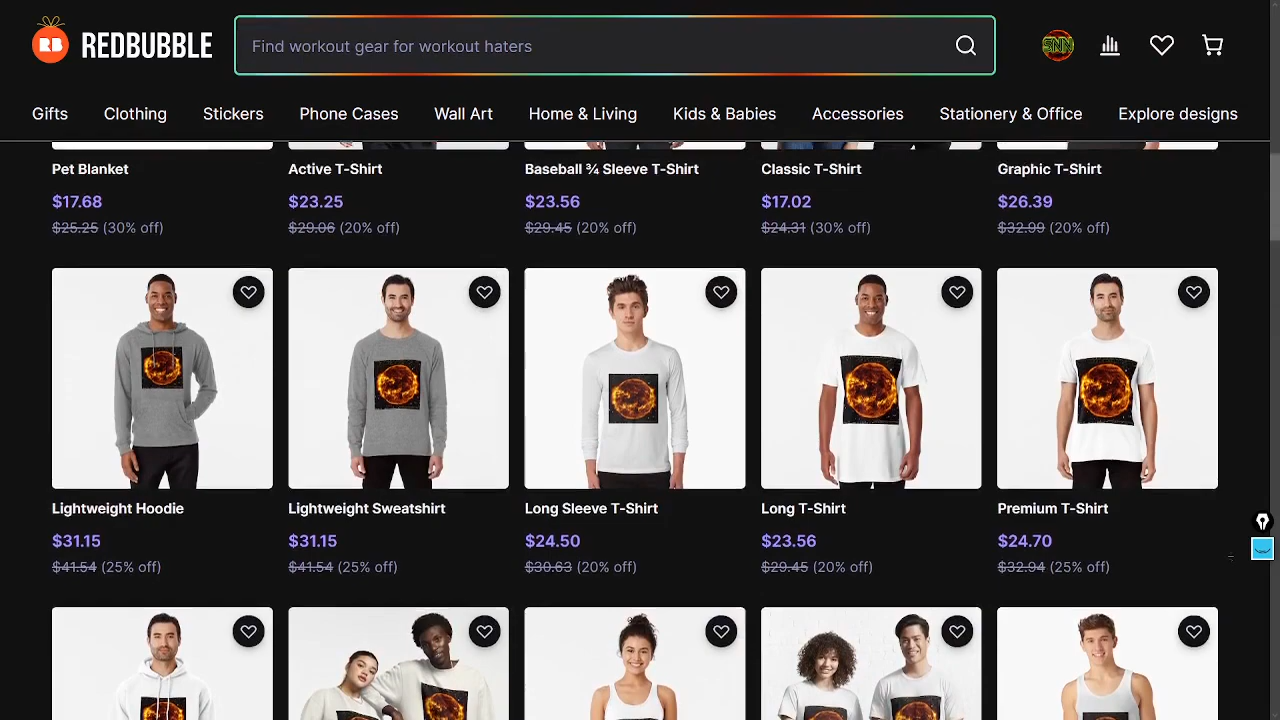 RB REDBUBBLE
Find workout gear for workout haters
SNN
Gifts Clothing Stickers Phone Cases Wall Art Home & Living Kids & Babies Accessories Stationery & Office Explore designs
Pet Blanket Active T-Shirt Baseball ¾ Sleeve T-Shirt Classic T-Shirt Graphic T-Shirt
$17.68 $23.25 $23.56 $17.02 $26.39
$25.25 (30% off) $29.06 (20% off) $29.45 (20% off) $24.31 (30% off) $32.99 (20% off)
Lightweight Hoodie Lightweight Sweatshirt Long Sleeve T-Shirt Long T-Shirt Premium T-Shirt
$31.15 $31.15 $24.50 $23.56 $24.70
$41.54 (25% off) $41.54 (25% off) $30.63 (20% off) $29.45 (20% off) $32.94 (25% off)